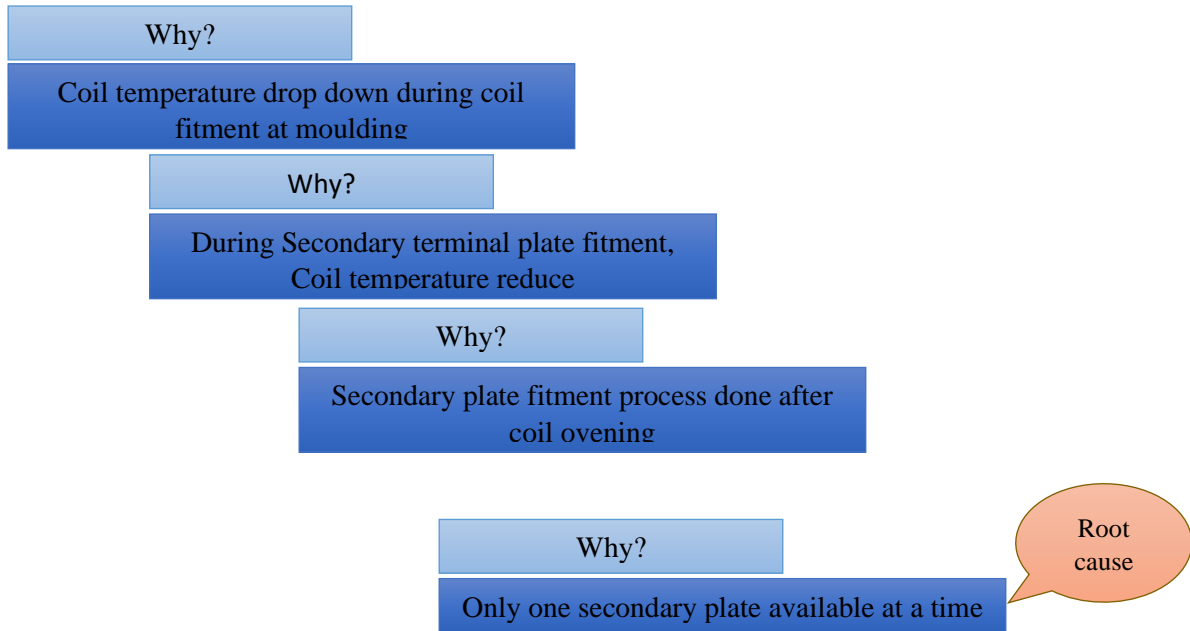 Why?
Coil temperature drop down during coil
fitment at moulding
Why?
During Secondary terminal plate fitment,
Coil temperature reduce
Why?
Secondary plate fitment process done after
coil ovening
Why?
Root
cause
Only one secondary plate available at a time